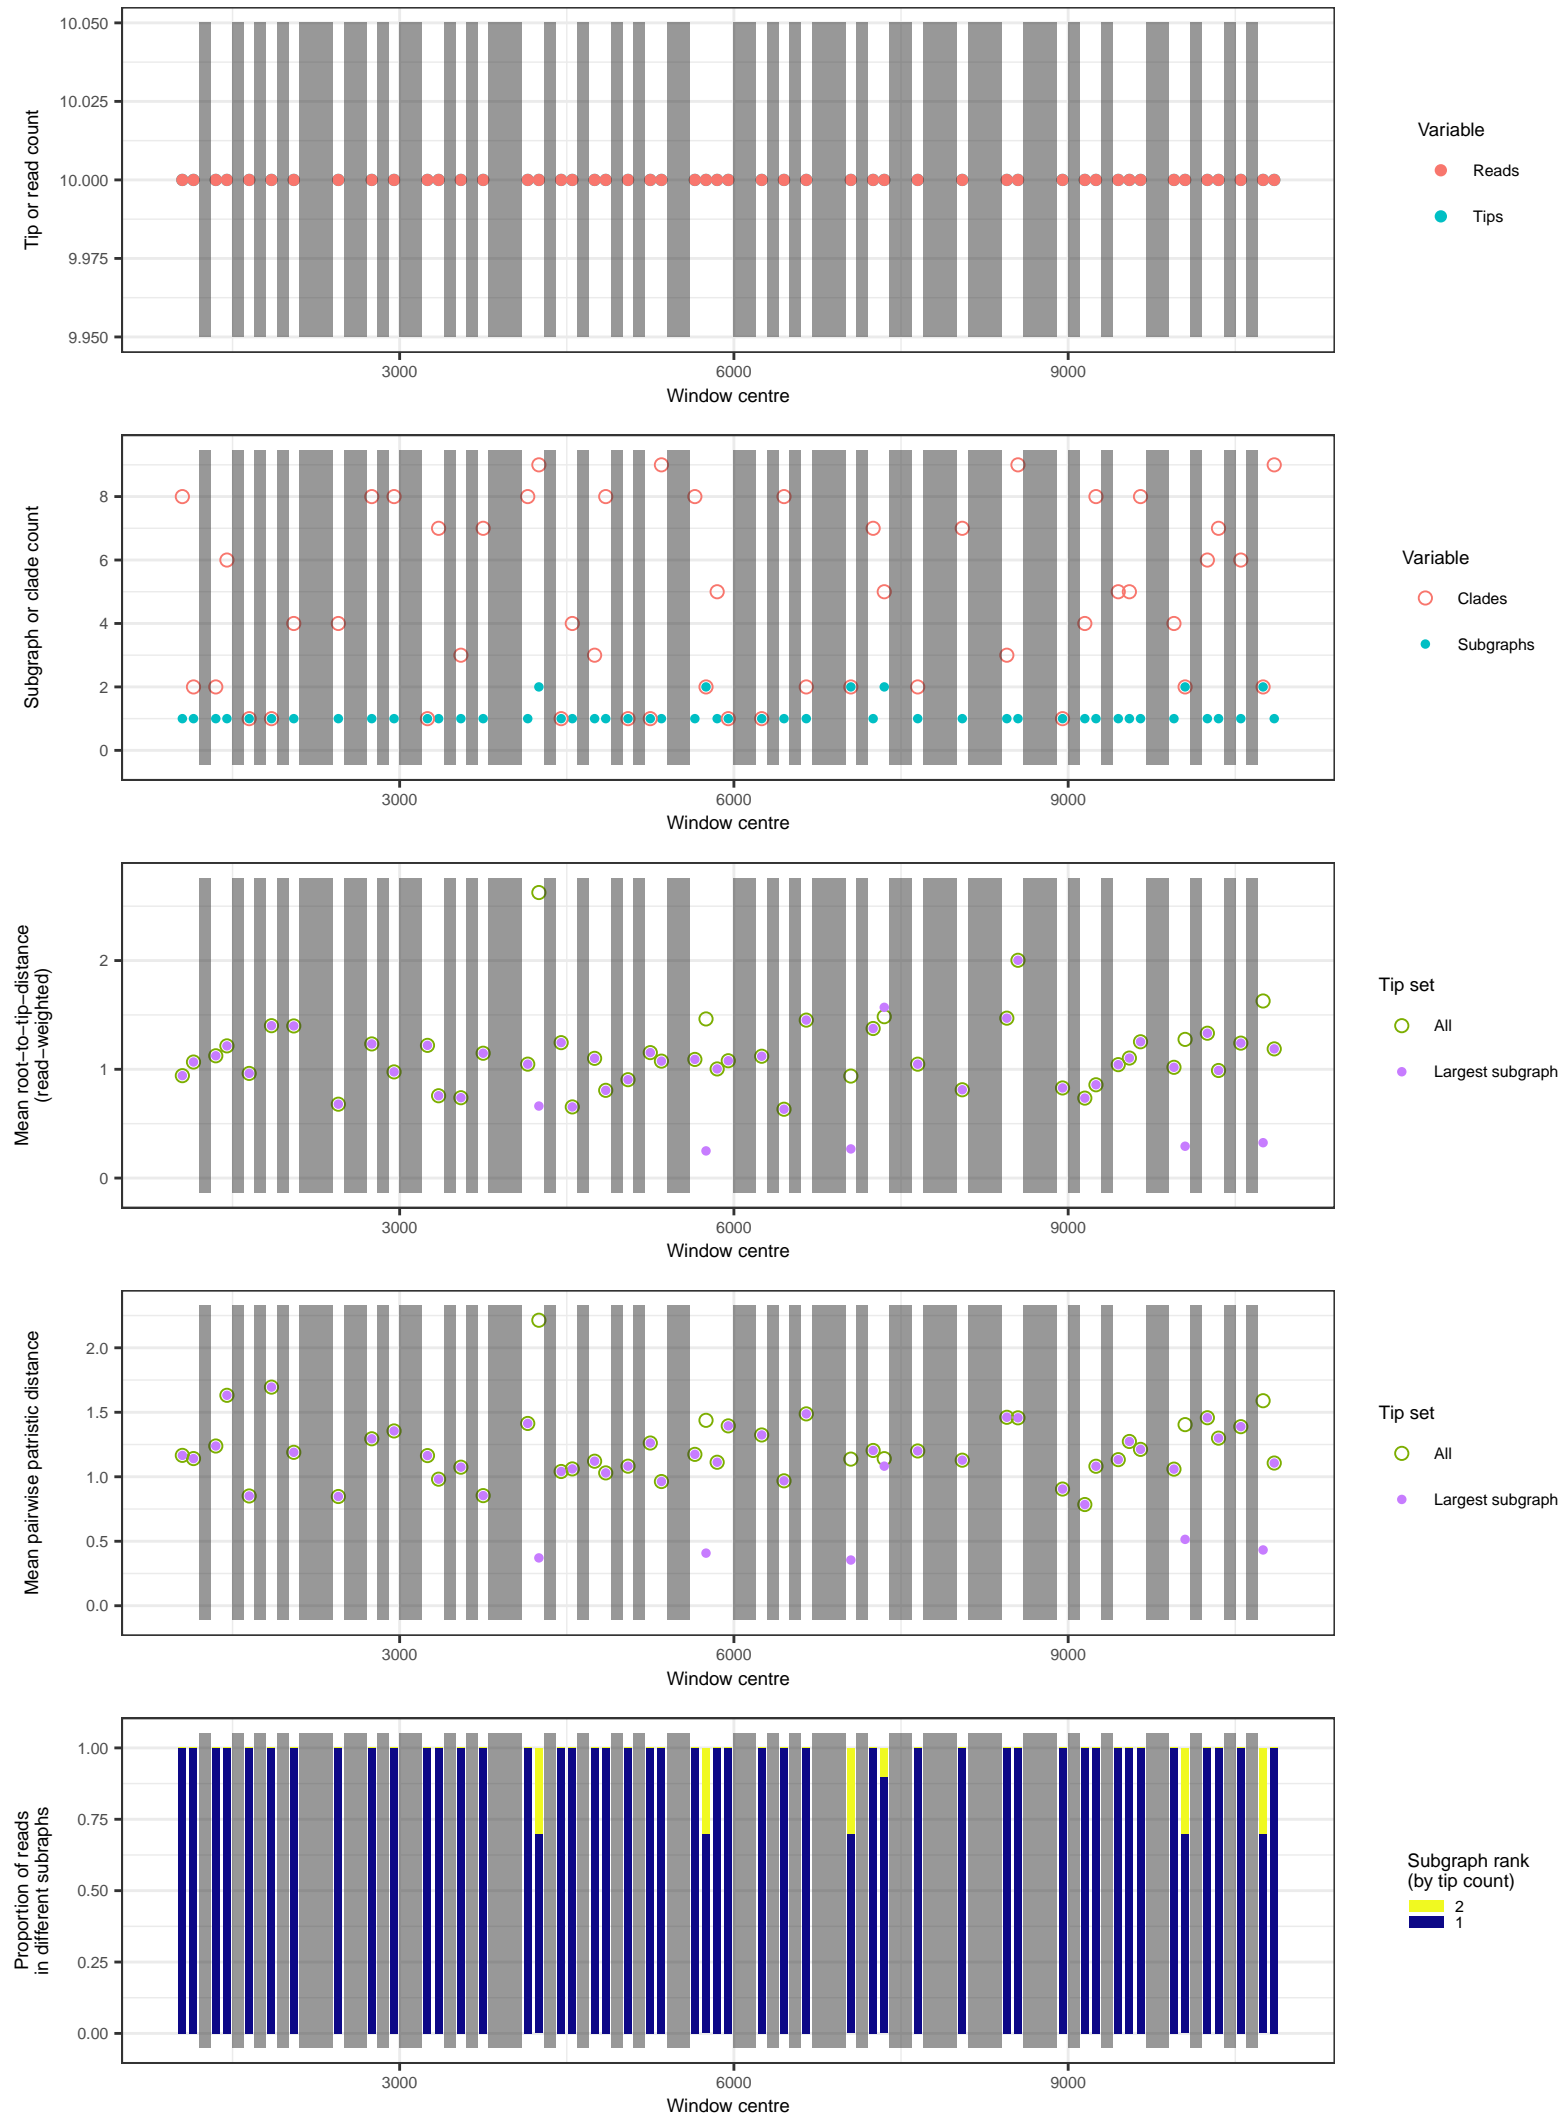 10.050
10.025
10.000
9.975
9.950
Tip or read count
3000
6000
9000
Window centre
Variable
Reads
Tips
8
6
4
2
0
Subgraph or clade count
3000
6000
9000
Window centre
Variable
Clades
Subgraphs
2
1
0
Mean root−to−tip−distance
(read−weighted)
3000
6000
9000
Window centre
Tip set
All
Largest subgraph
2.0
1.5
1.0
0.5
0.0
Mean pairwise patristic distance
3000
6000
9000
Window centre
Tip set
All
Largest subgraph
1.00
0.75
0.50
0.25
0.00
Proportion of reads
in different subraphs
3000
6000
9000
Window centre
Subgraph rank
(by tip count)
2
1